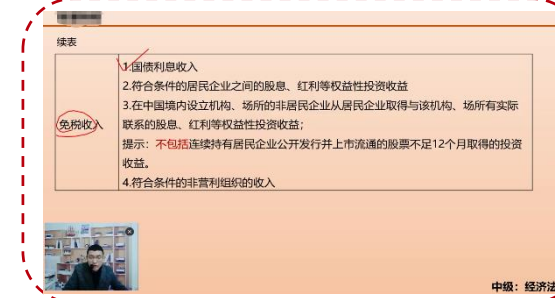 续表
免税收入
1.国债利息收入
2.符合条件的居民企业之间的股息、红利等权益性投资收益
3.在中国境内设立机构、场所的非居民企业从居民企业取得与该机构、场所有实际
联系的股息、红利等权益性投资收益；
提示：不包括连续持有居民企业公开发行并上市流通的股票不足12个月取得的投资
收益。
4.符合条件的非营利组织的收入
中级：经济法